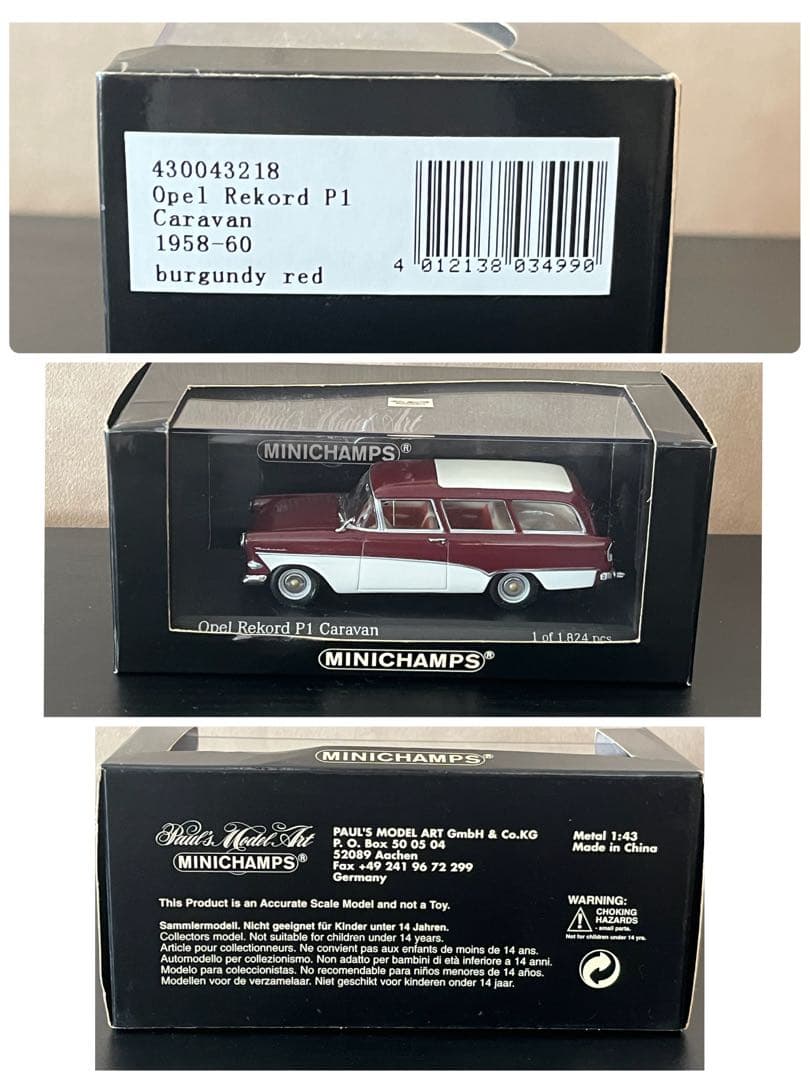 430043218
Opel Rekord P1
Caravan
1958-60
burgundy red
4 012138 034990
Paul's Model Art
MINICHAMPS®
Opel Rekord P1 Caravan
1 of 1.824 pcs.
MINICHAMPS®
MINICHAMPS®
Paul's Model Art
MINICHAMPS®
PAUL'S MODEL ART GmbH & Co.KG
P. O. Box 50 05 04
52089 Aachen
Fax +49 241 96 72 299
Germany
Metal 1:43
Made in China
This Product is an Accurate Scale Model and not a Toy.
Sammlermodell. Nicht geeignet für Kinder unter 14 Jahren.
Collectors model. Not suitable for children under 14 years.
Article pour collectionneurs. Ne convient pas aux enfants de moins de 14 ans.
Automodello per collezionismo. Non adatto per bambini di età inferiore a 14 anni.
Modelo para coleccionistas. No recomendable para niños menores de 14 años.
Modellen voor de verzamelaar. Niet geschikt voor kinderen onder 14 jaar.
WARNING:
CHOKING
HAZARDS
- small parts.
Not for children under 14 yrs.